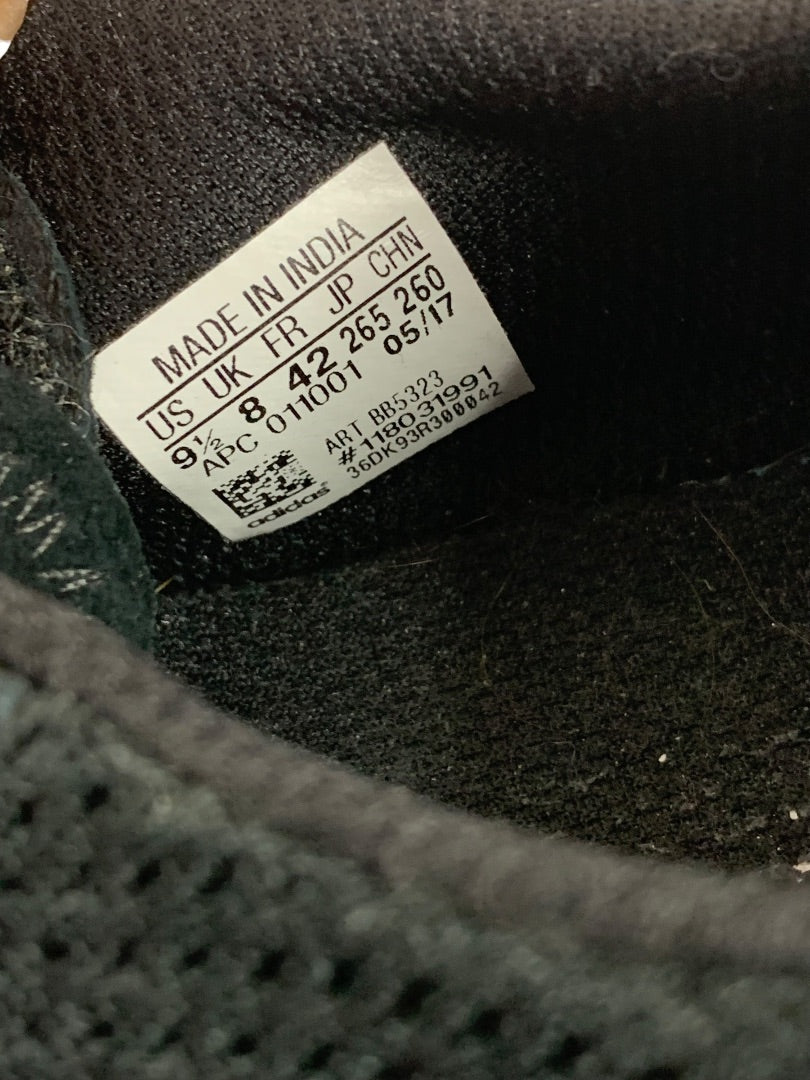 MADE IN INDIA
US UK FR JP CHN
9½ 8 42 265 260
APC 011001 05/17
ART BB5323
#118031991
36DK93R300042
adidas